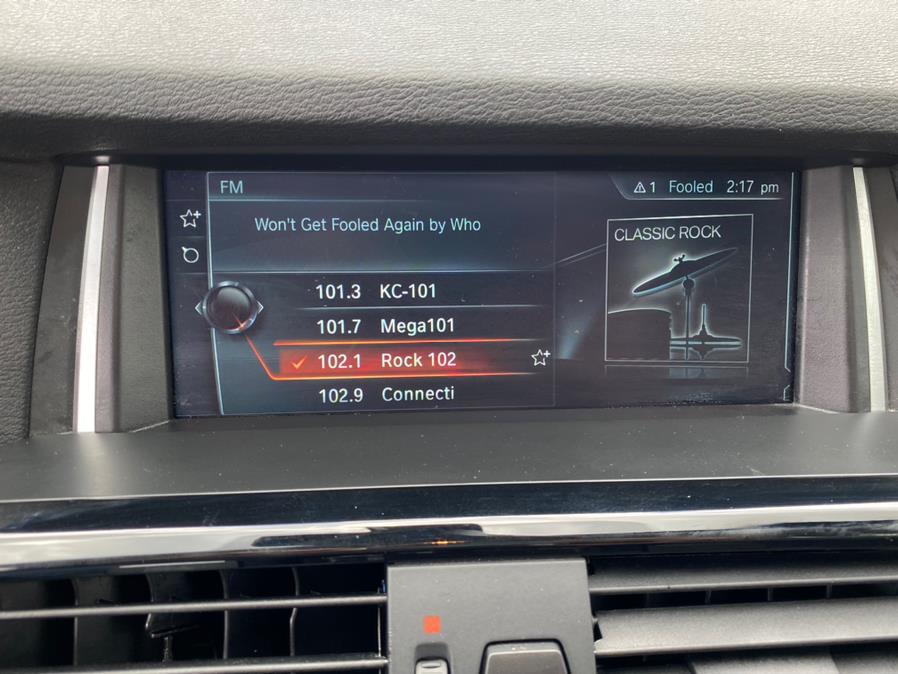 FM
1 Fooled 2:17 pm
Won't Get Fooled Again by Who
CLASSIC ROCK
101.3 KC-101
101.7 Mega101
102.1 Rock 102
102.9 Connecti